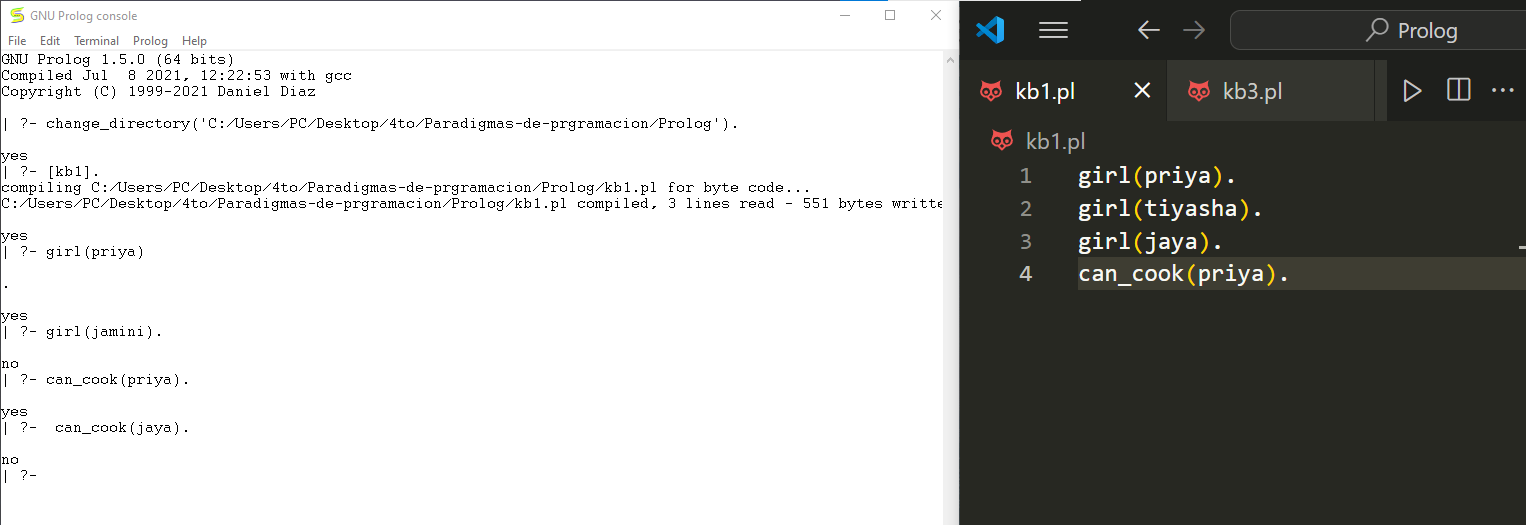 GNU Prolog console
File Edit Terminal Prolog Help
GNU Prolog 1.5.0 (64 bits)
Compiled Jul  8 2021, 12:22:53 with gcc
Copyright (C) 1999-2021 Daniel Diaz
| ?- change_directory('C:/Users/PC/Desktop/4to/Paradigmas-de-prgramacion/Prolog').
yes
| ?- [kb1].
compiling C:/Users/PC/Desktop/4to/Paradigmas-de-prgramacion/Prolog/kb1.pl for byte code...
C:/Users/PC/Desktop/4to/Paradigmas-de-prgramacion/Prolog/kb1.pl compiled, 3 lines read - 551 bytes writte
yes
| ?- girl(priya)
.
yes
| ?- girl(jamini).
no
| ?- can_cook(priya).
yes
| ?-  can_cook(jaya).
no
| ?-
Prolog
kb1.pl kb3.pl
kb1.pl
1 girl(priya).
2 girl(tiyasha).
3 girl(jaya).
4 can_cook(priya).